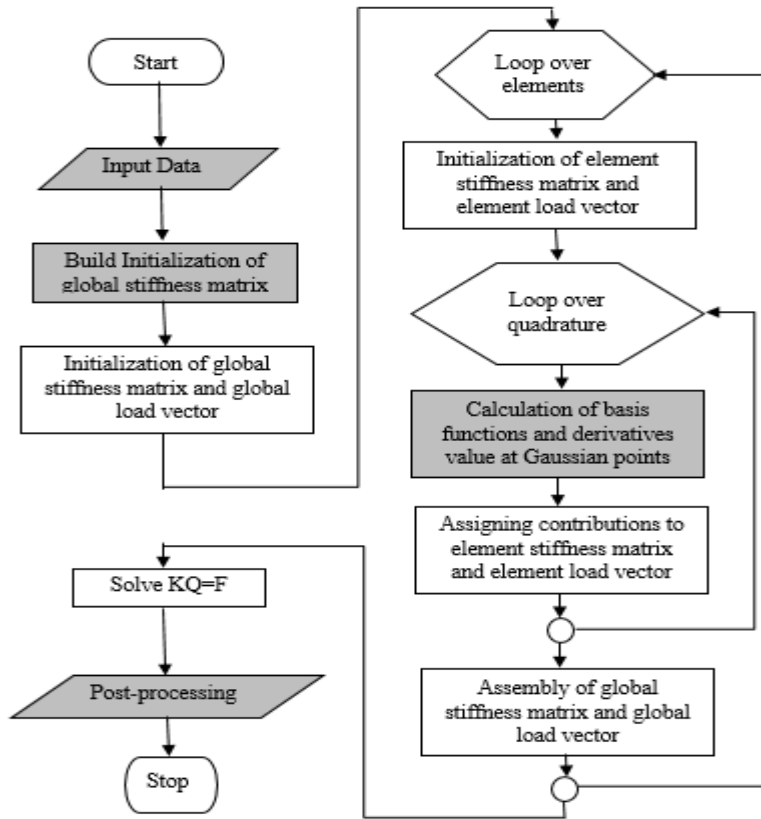 Start
Input Data
Build Initialization of
global stiffness matrix
Initialization of global
stiffness matrix and global
load vector
Loop over
elements
Initialization of element
stiffness matrix and
element load vector
Loop over
quadrature
Calculation of basis
functions and derivatives
value at Gaussian points
Assigning contributions to
element stiffness matrix
and element load vector
Assembly of global
stiffness matrix and global
load vector
Solve KQ=F
Post-processing
Stop